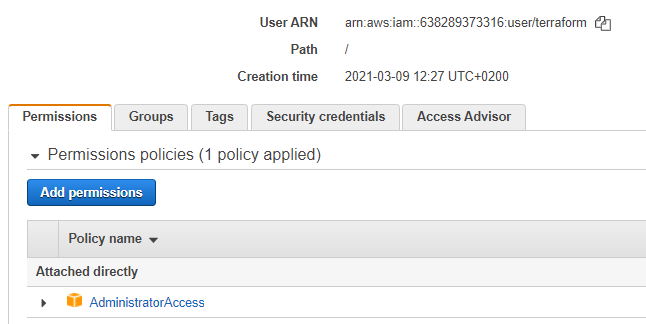 User ARN arn:aws:iam::638289373316:user/terraform
Path /
Creation time 2021-03-09 12:27 UTC+0200
Permissions Groups Tags Security credentials Access Advisor
Permissions policies (1 policy applied)
Add permissions
Policy name
Attached directly
AdministratorAccess